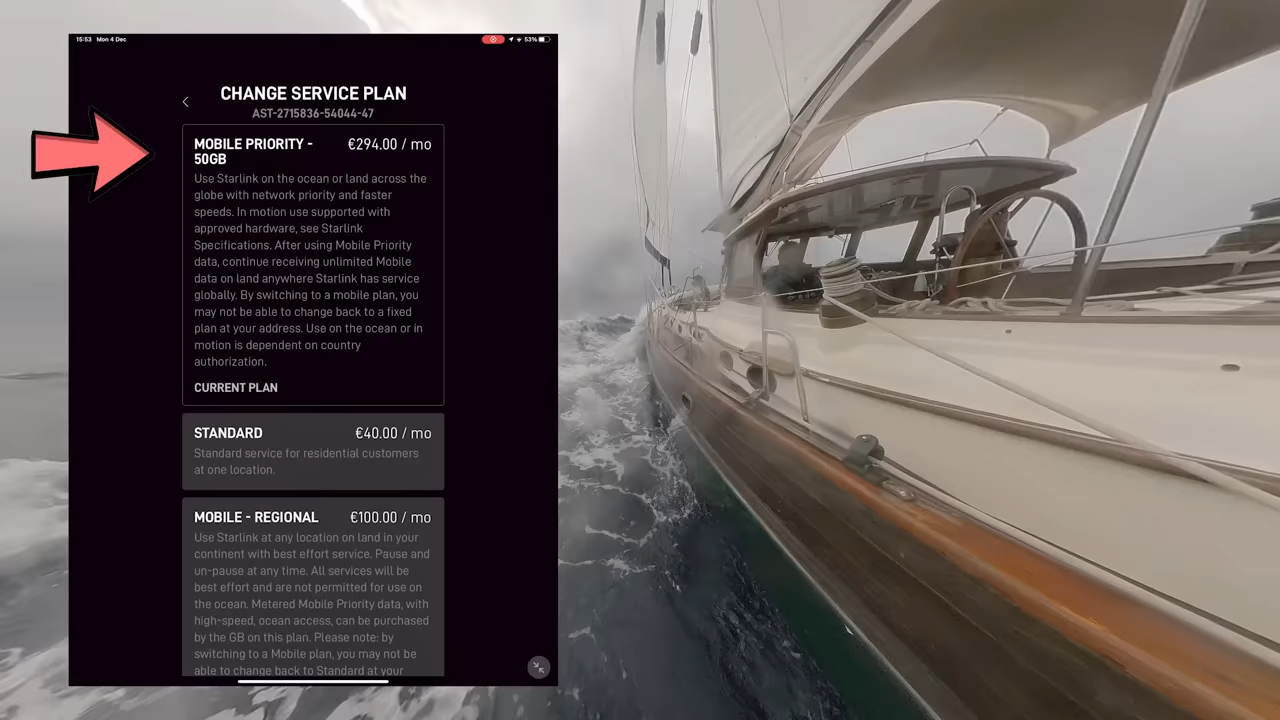 15:53 Mon 4 Dec
53%
CHANGE SERVICE PLAN
AST-2715836-54044-47
MOBILE PRIORITY - €294.00 / mo
50GB
Use Starlink on the ocean or land across the
globe with network priority and faster
speeds. In motion use supported with
approved hardware, see Starlink
Specifications. After using Mobile Priority
data, continue receiving unlimited Mobile
data on land anywhere Starlink has service
globally. By switching to a mobile plan, you
may not be able to change back to a fixed
plan at your address. Use on the ocean or in
motion is dependent on country
authorization.
CURRENT PLAN
STANDARD €40.00 / mo
Standard service for residential customers
at one location.
MOBILE - REGIONAL €100.00 / mo
Use Starlink at any location on land in your
continent with best effort service. Pause and
un-pause at any time. All services will be
best effort and are not permitted for use on
the ocean. Metered Mobile Priority data, with
high-speed, ocean access, can be purchased
by the GB on this plan. Please note: by
switching to a Mobile plan, you may not be
able to change back to Standard at your